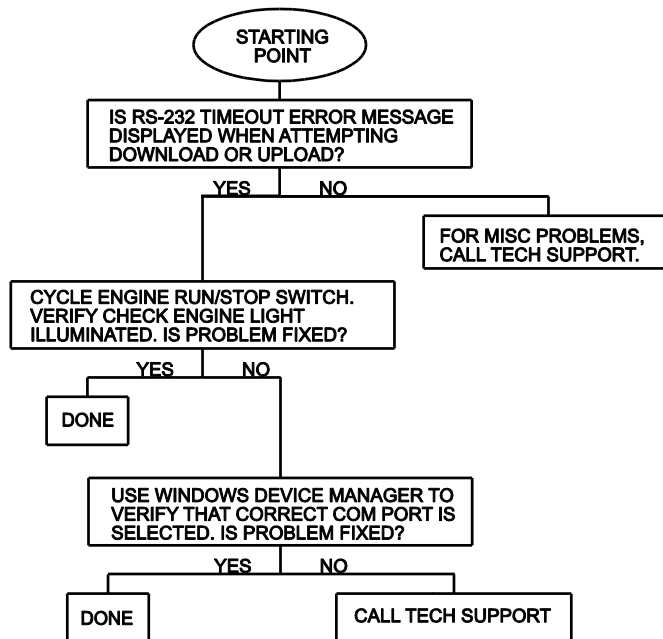 STARTING
POINT
IS RS-232 TIMEOUT ERROR MESSAGE
DISPLAYED WHEN ATTEMPTING
DOWNLOAD OR UPLOAD?
YES NO
FOR MISC PROBLEMS,
CALL TECH SUPPORT.
CYCLE ENGINE RUN/STOP SWITCH.
VERIFY CHECK ENGINE LIGHT
ILLUMINATED. IS PROBLEM FIXED?
YES NO
DONE
USE WINDOWS DEVICE MANAGER TO
VERIFY THAT CORRECT COM PORT IS
SELECTED. IS PROBLEM FIXED?
YES NO
DONE CALL TECH SUPPORT